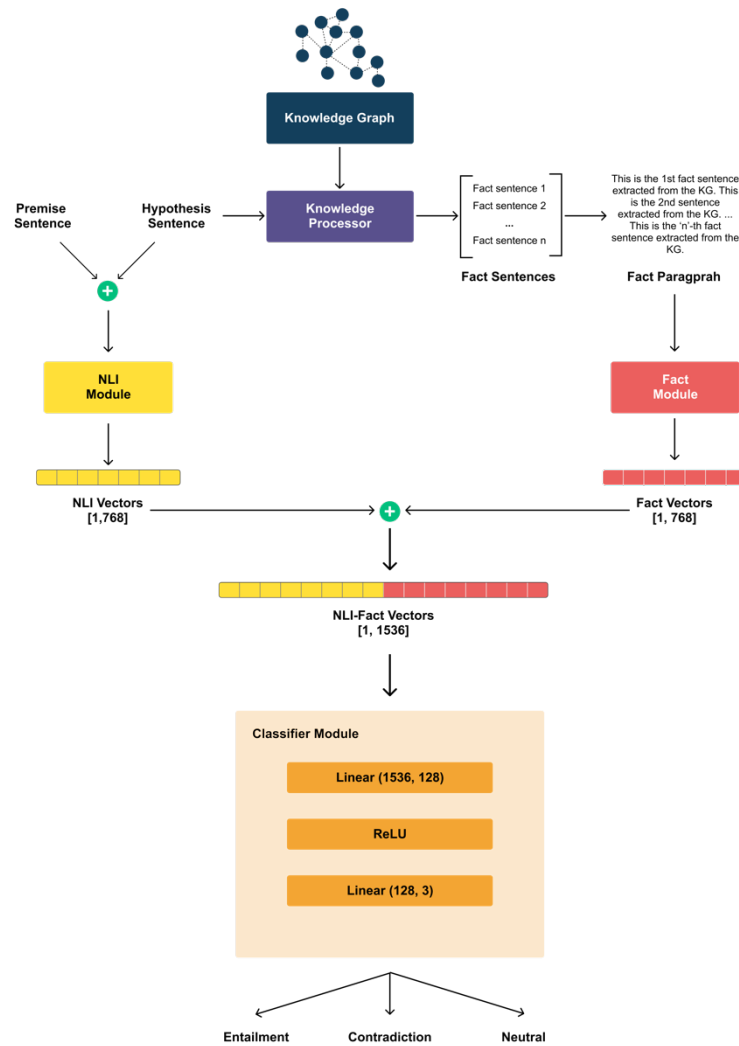 Knowledge Graph
Premise
Sentence
Hypothesis
Sentence
Knowledge
Processor
Fact sentence 1
Fact sentence 2
...
Fact sentence n
Fact Sentences
This is the 1st fact sentence
extracted from the KG. This
is the 2nd sentence
extracted from the KG. ...
This is the 'n'-th fact
sentence extracted from the
KG.
Fact Paragprah
+
NLI
Module
Fact
Module
NLI Vectors
[1,768]
Fact Vectors
[1, 768]
+
NLI-Fact Vectors
[1, 1536]
Classifier Module
Linear (1536, 128)
ReLU
Linear (128, 3)
Entailment
Contradiction
Neutral